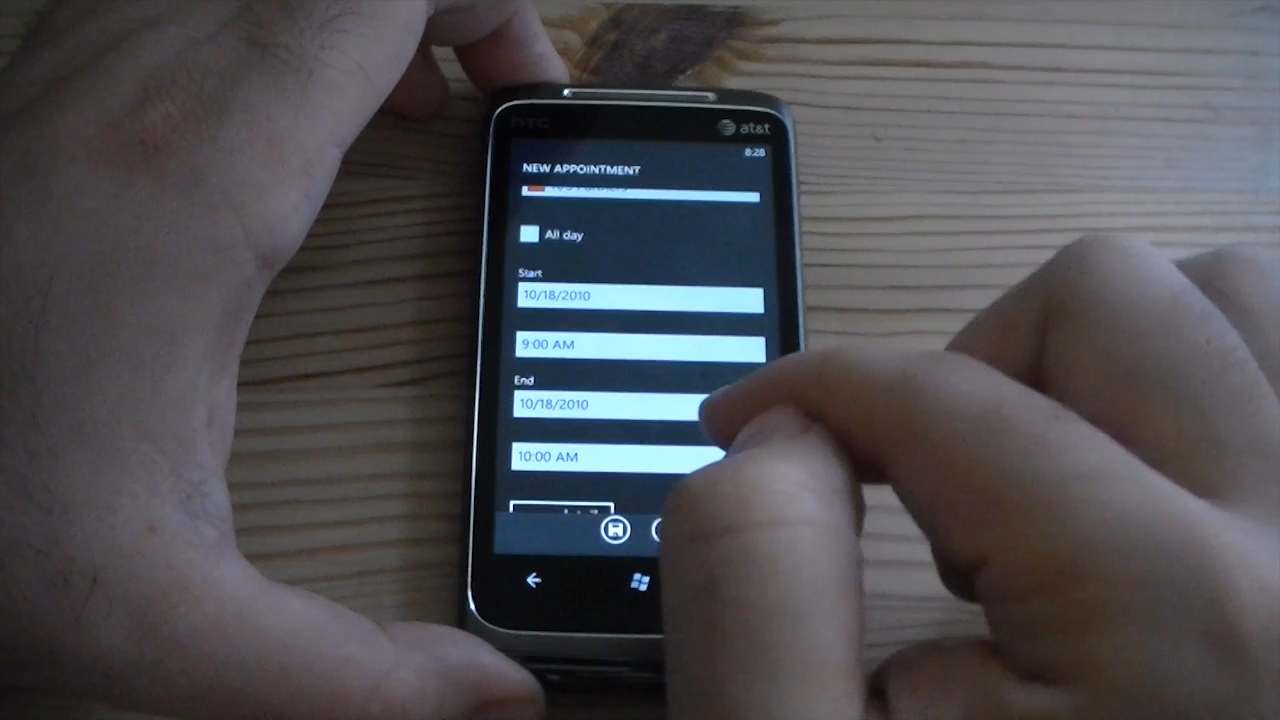 hTC
at&t
8:28
NEW APPOINTMENT
All day
Start
10/18/2010
9:00 AM
End
10/18/2010
10:00 AM